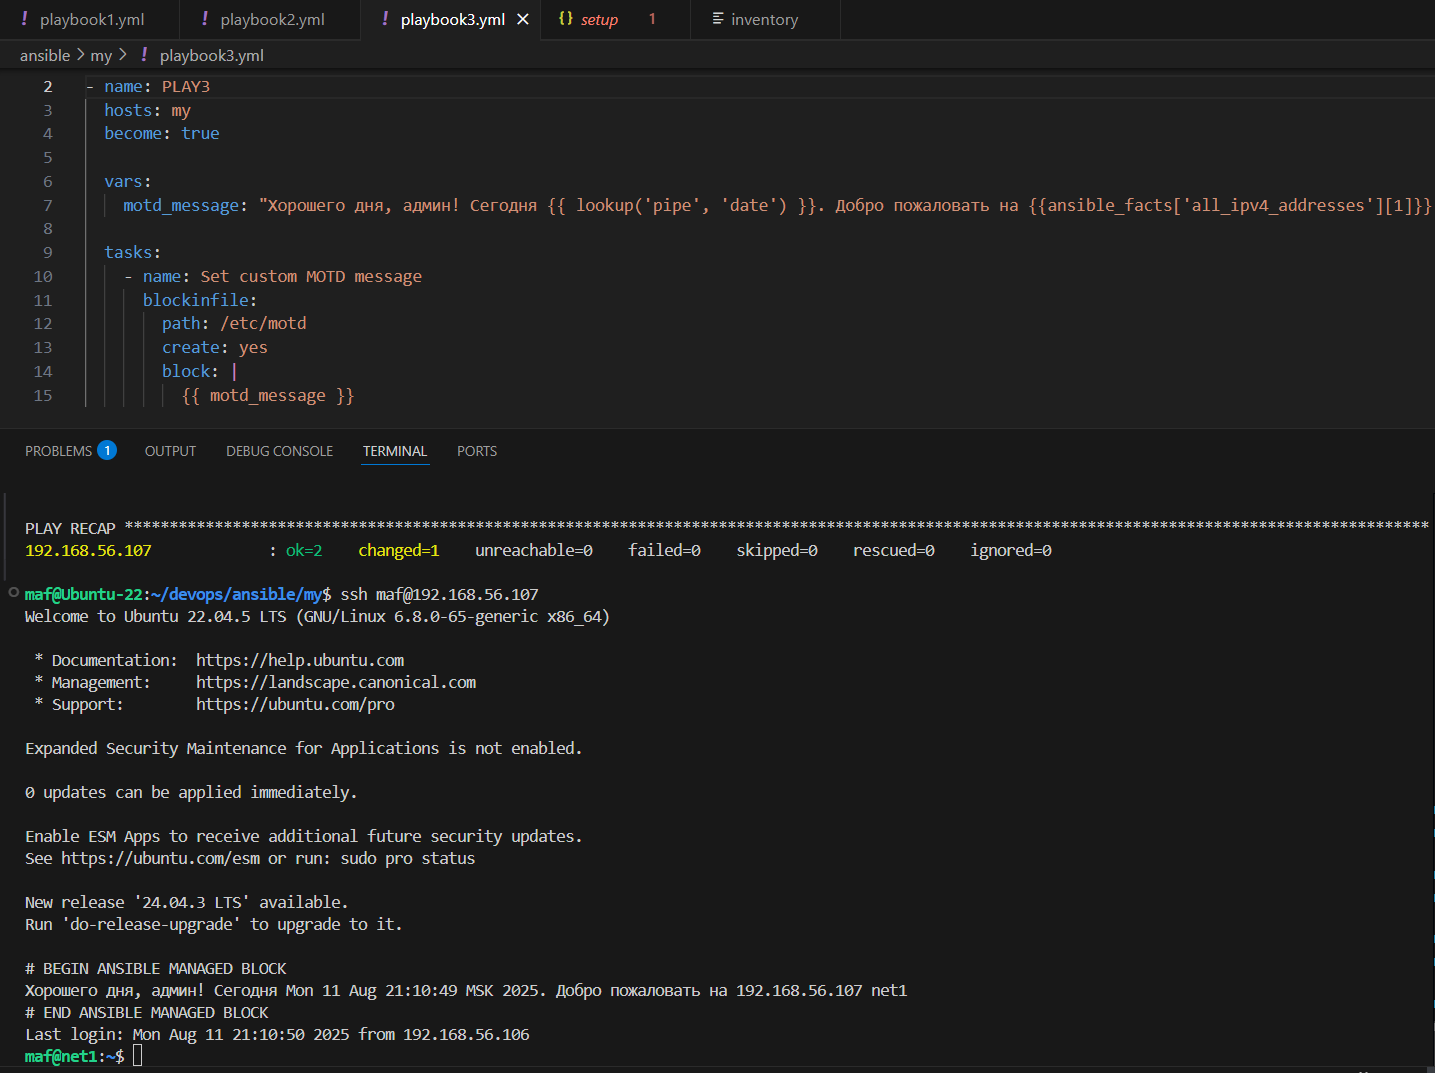 ! playbook1.yml ! playbook2.yml ! playbook3.yml × {} setup 1 inventory
ansible > my > ! playbook3.yml
2 - name: PLAY3
3 hosts: my
4 become: true
5
6 vars:
7 motd_message: "Хорошего дня, админ! Сегодня {{ lookup('pipe', 'date') }}. Добро пожаловать на {{ansible_facts['all_ipv4_addresses'][1]}}
8
9 tasks:
10 - name: Set custom MOTD message
11 blockinfile:
12 path: /etc/motd
13 create: yes
14 block: |
15 {{ motd_message }}
PROBLEMS 1 OUTPUT DEBUG CONSOLE TERMINAL PORTS
PLAY RECAP *************************************************************************************************************************************************
192.168.56.107 : ok=2 changed=1 unreachable=0 failed=0 skipped=0 rescued=0 ignored=0
maf@Ubuntu-22:~/devops/ansible/my$ ssh maf@192.168.56.107
Welcome to Ubuntu 22.04.5 LTS (GNU/Linux 6.8.0-65-generic x86_64)
* Documentation: https://help.ubuntu.com
* Management: https://landscape.canonical.com
* Support: https://ubuntu.com/pro
Expanded Security Maintenance for Applications is not enabled.
0 updates can be applied immediately.
Enable ESM Apps to receive additional future security updates.
See https://ubuntu.com/esm or run: sudo pro status
New release '24.04.3 LTS' available.
Run 'do-release-upgrade' to upgrade to it.
# BEGIN ANSIBLE MANAGED BLOCK
Хорошего дня, админ! Сегодня Mon 11 Aug 21:10:49 MSK 2025. Добро пожаловать на 192.168.56.107 net1
# END ANSIBLE MANAGED BLOCK
Last login: Mon Aug 11 21:10:50 2025 from 192.168.56.106
maf@net1:~$